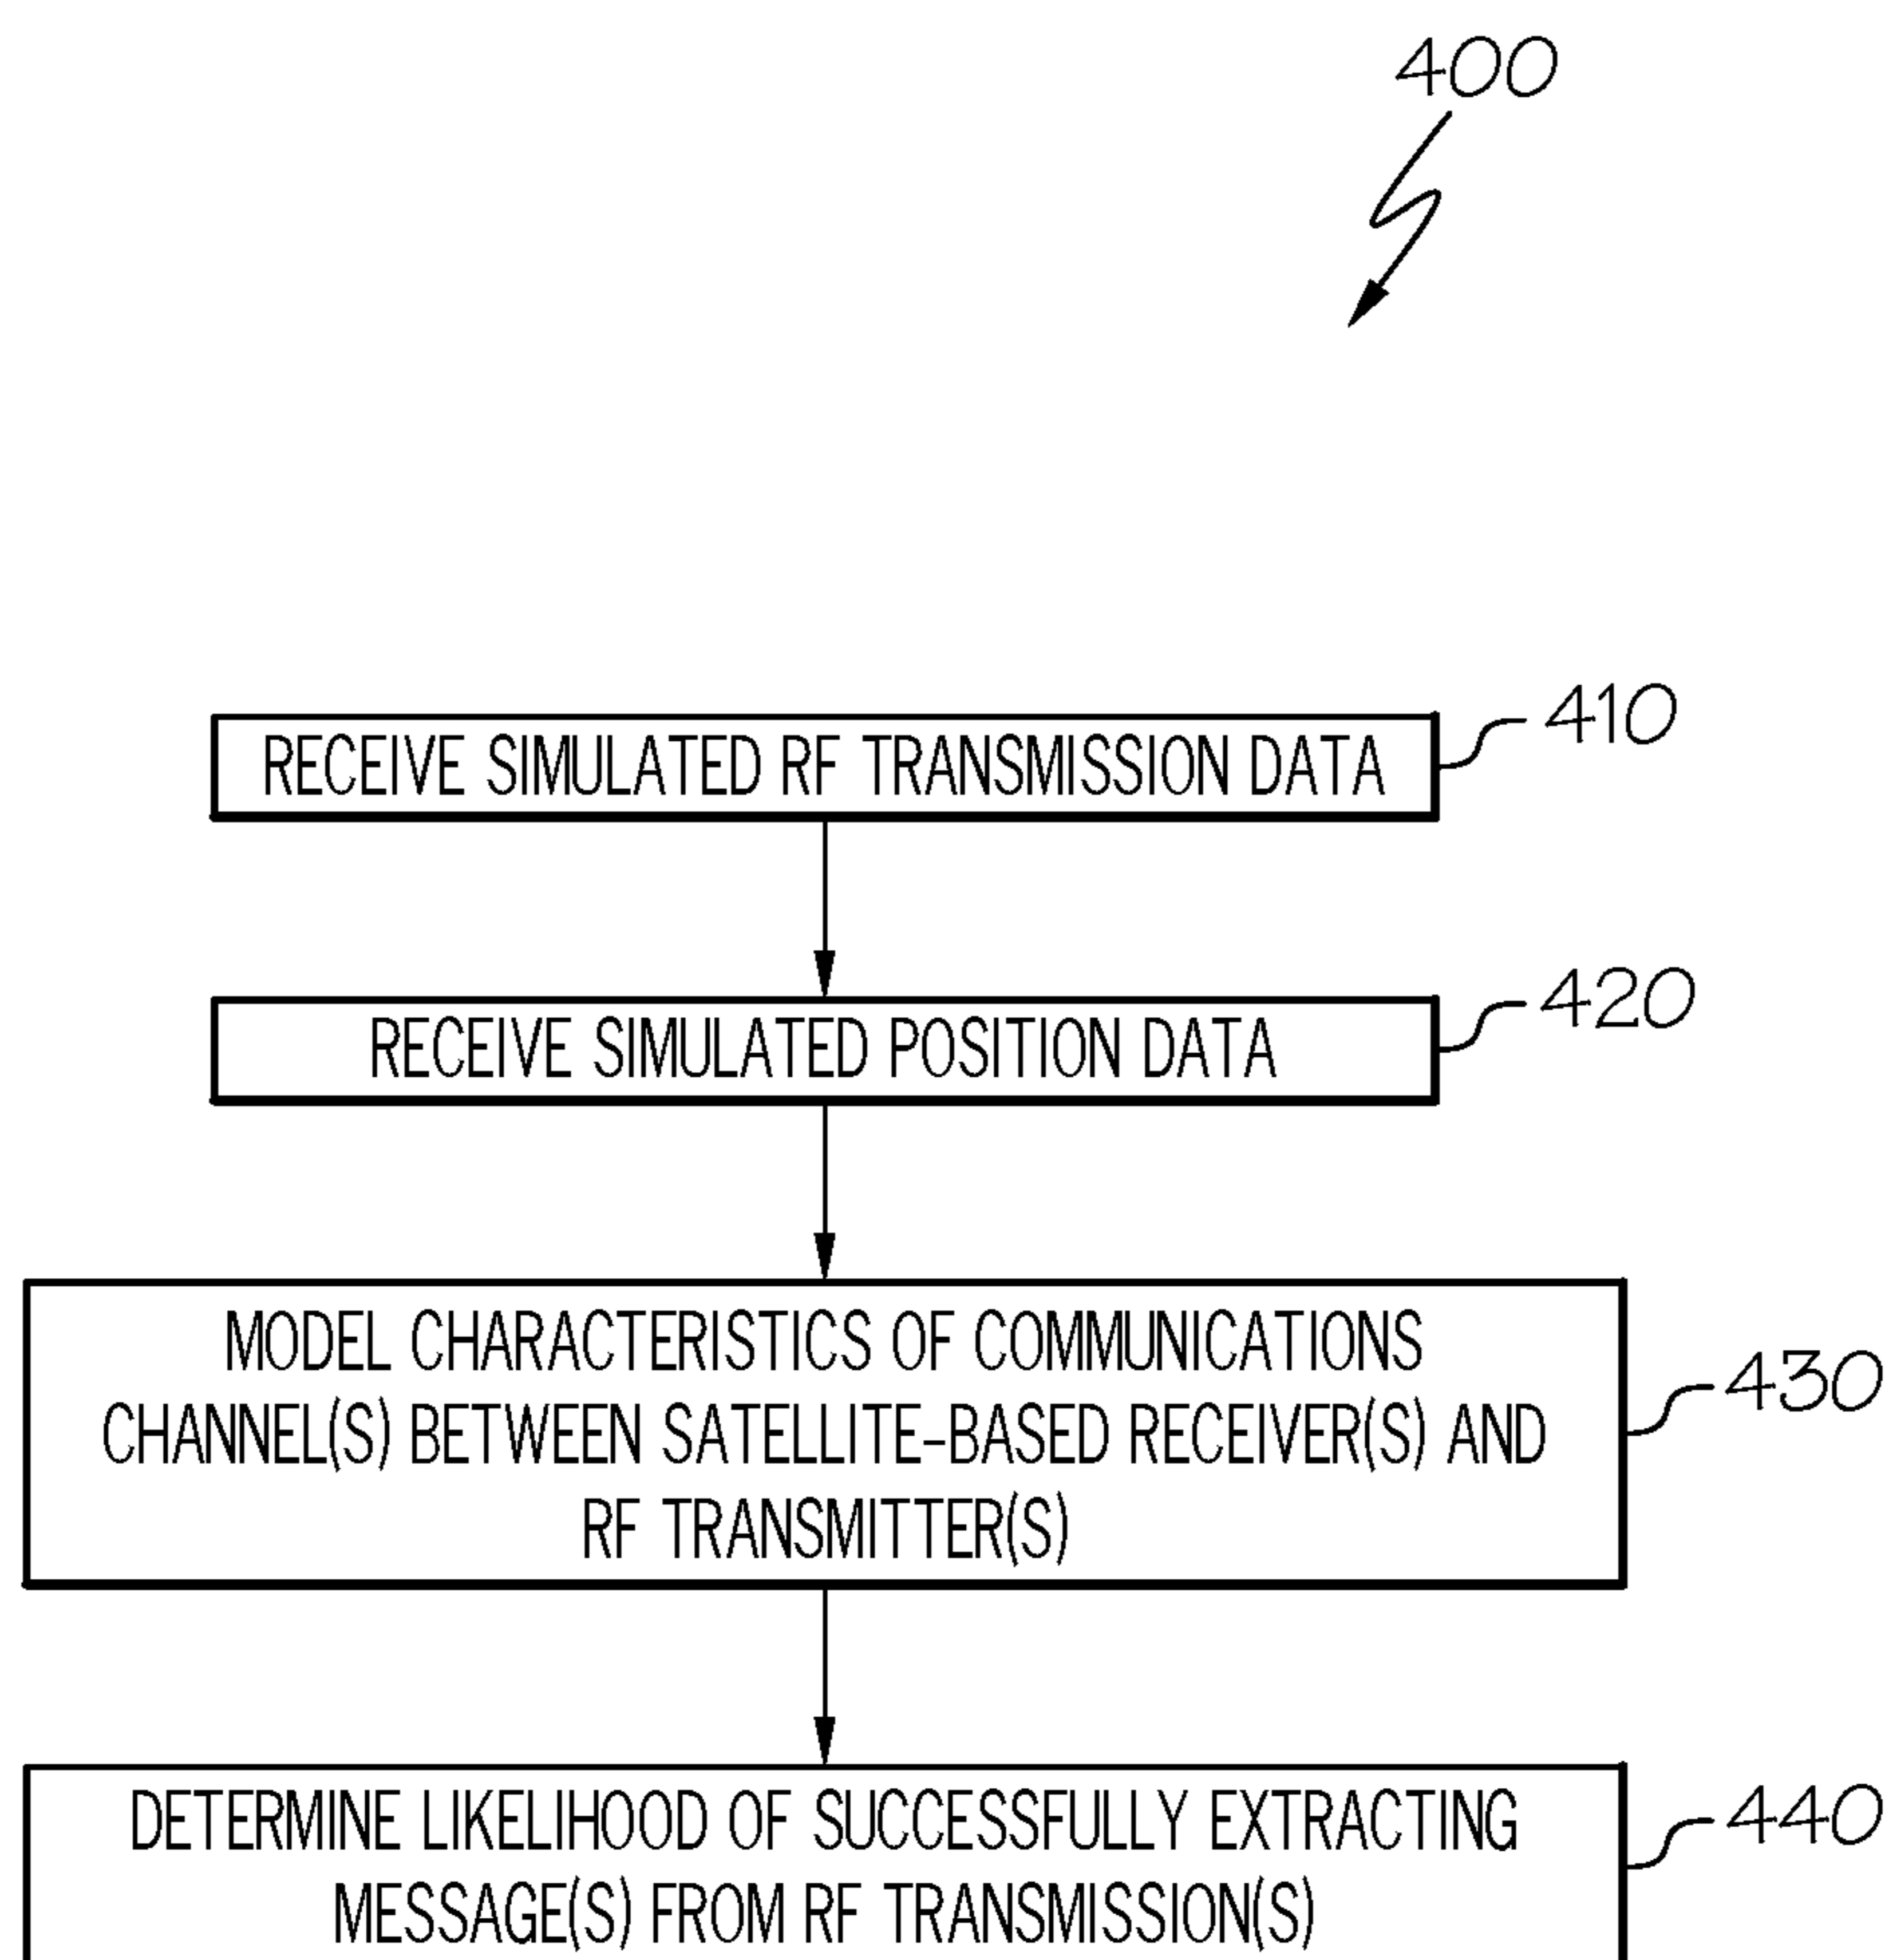 400
RECEIVE SIMULATED RF TRANSMISSION DATA
410
RECEIVE SIMULATED POSITION DATA
420
MODEL CHARACTERISTICS OF COMMUNICATIONS
CHANNEL(S) BETWEEN SATELLITE-BASED RECEIVER(S) AND
RF TRANSMITTER(S)
430
DETERMINE LIKELIHOOD OF SUCCESSFULLY EXTRACTING
MESSAGE(S) FROM RF TRANSMISSION(S)
440